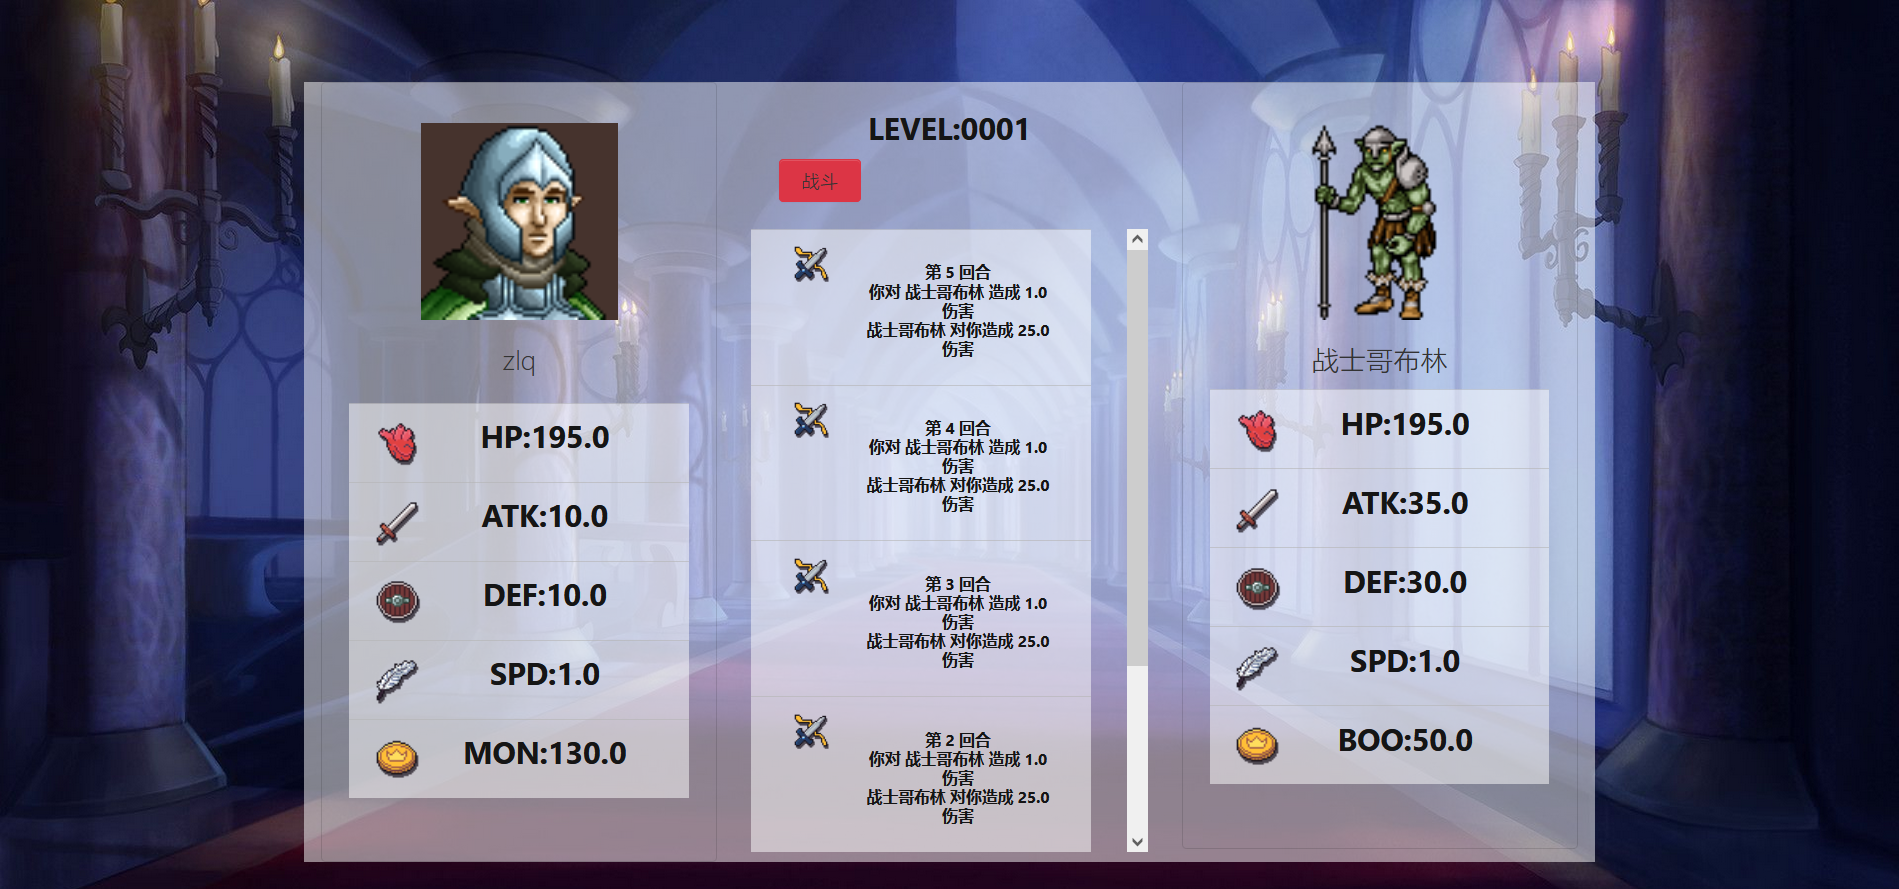 zlq
HP:195.0
ATK:10.0
DEF:10.0
SPD:1.0
MON:130.0
LEVEL:0001
战斗
第 5 回合
你对 战士哥布林 造成 1.0
伤害
战士哥布林 对你造成 25.0
伤害
第 4 回合
你对 战士哥布林 造成 1.0
伤害
战士哥布林 对你造成 25.0
伤害
第 3 回合
你对 战士哥布林 造成 1.0
伤害
战士哥布林 对你造成 25.0
伤害
第 2 回合
你对 战士哥布林 造成 1.0
伤害
战士哥布林 对你造成 25.0
伤害
战士哥布林
HP:195.0
ATK:35.0
DEF:30.0
SPD:1.0
BOO:50.0